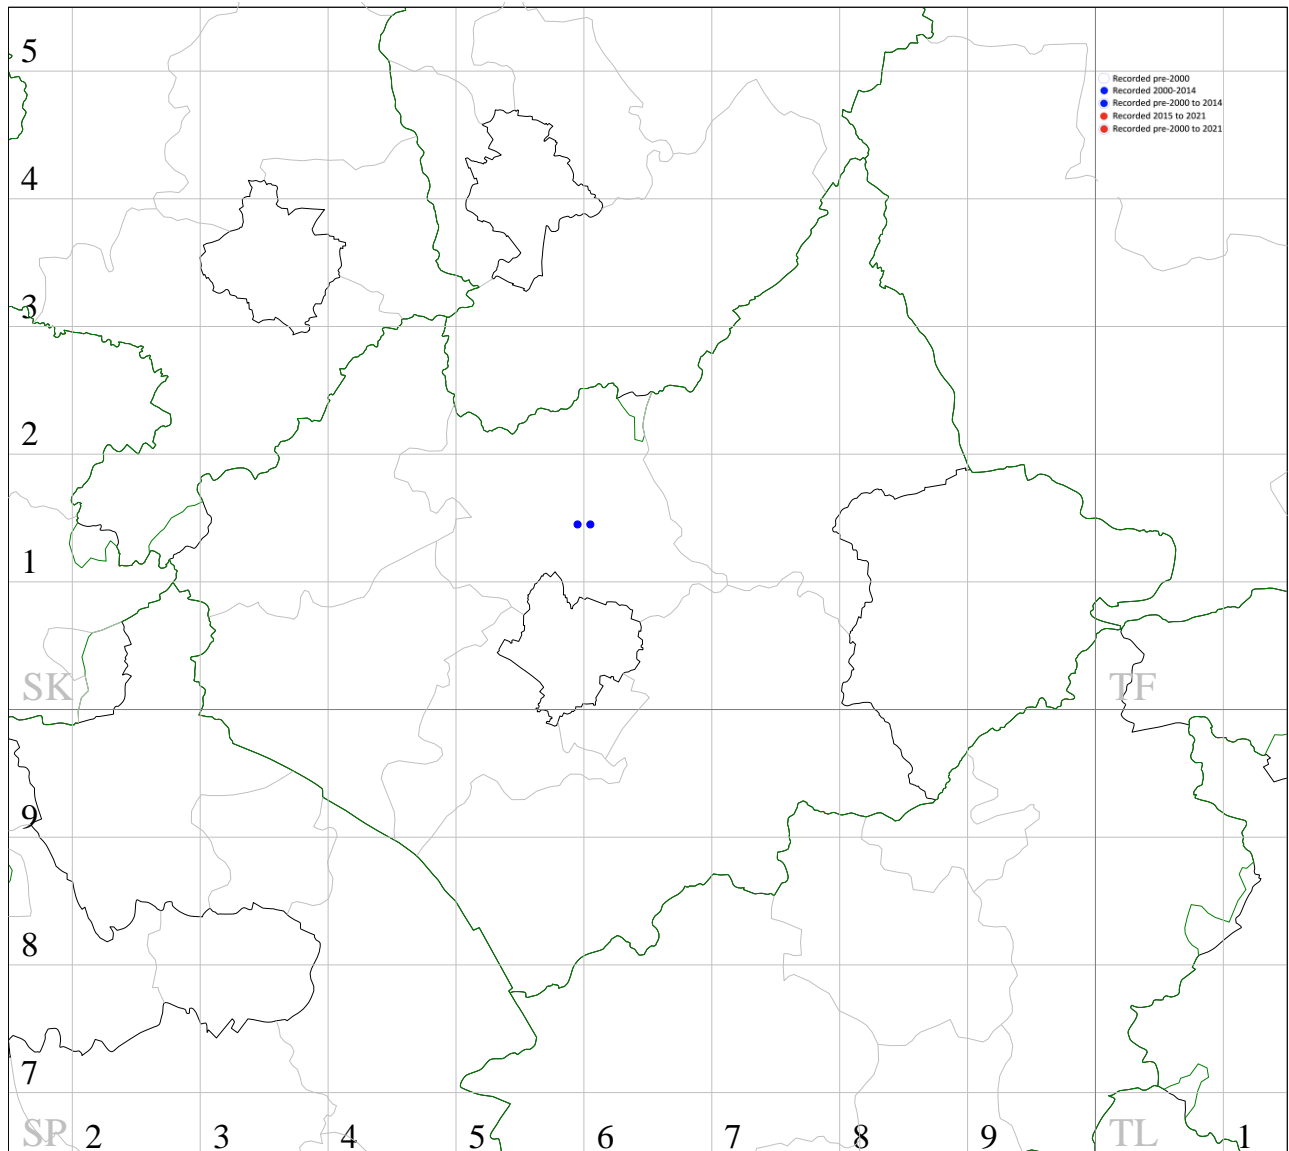 5
Recorded pre-2000
Recorded 2000-2014
Recorded pre-2000 to 2014
Recorded 2015 to 2021
Recorded pre-2000 to 2021
4
3
2
1
SK
TF
9
8
7
SP 2 3 4 5 6 7 8 9 TL 1